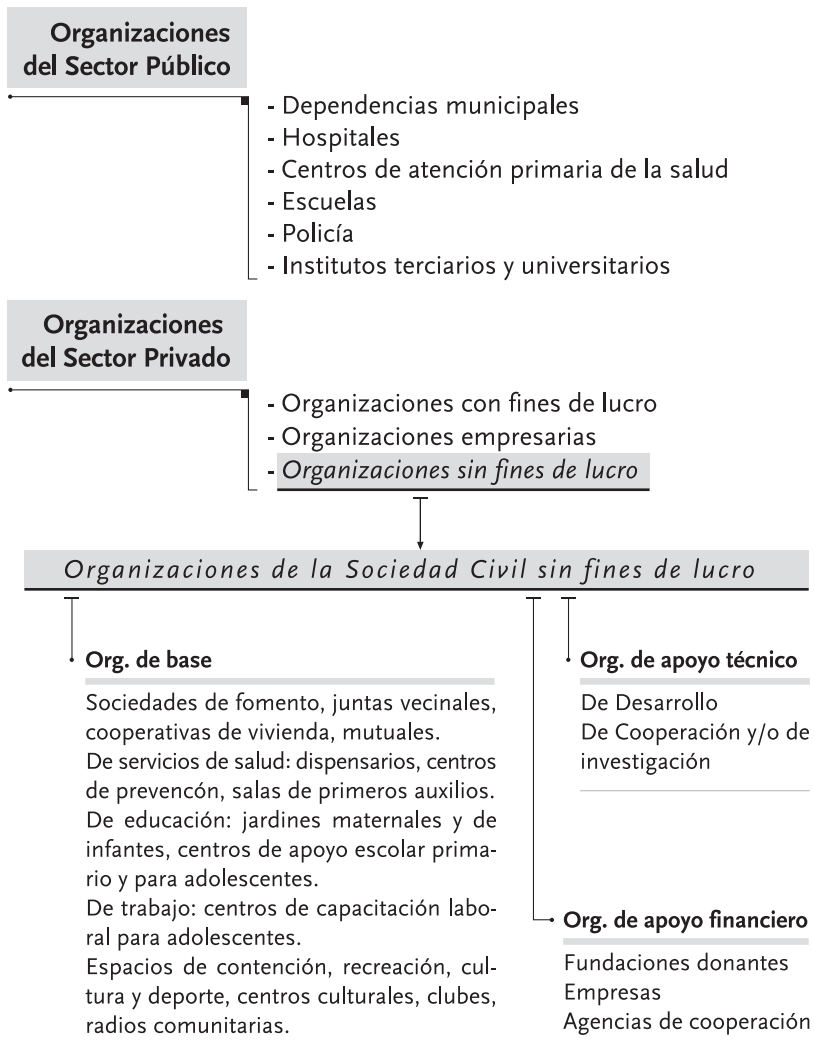 Organizaciones
del Sector Público
- Dependencias municipales
- Hospitales
- Centros de atención primaria de la salud
- Escuelas
- Policía
- Institutos terciarios y universitarios
Organizaciones
del Sector Privado
- Organizaciones con fines de lucro
- Organizaciones empresarias
- Organizaciones sin fines de lucro
Organizaciones de la Sociedad Civil sin fines de lucro
Org. de base
Sociedades de fomento, juntas vecinales,
cooperativas de vivienda, mutuales.
De servicios de salud: dispensarios, centros
de prevencón, salas de primeros auxilios.
De educación: jardines maternales y de
infantes, centros de apoyo escolar prima-
rio y para adolescentes.
De trabajo: centros de capacitación labo-
ral para adolescentes.
Espacios de contención, recreación, cul-
tura y deporte, centros culturales, clubes,
radios comunitarias.
Org. de apoyo técnico
De Desarrollo
De Cooperación y/o de
investigación
Org. de apoyo financiero
Fundaciones donantes
Empresas
Agencias de cooperación